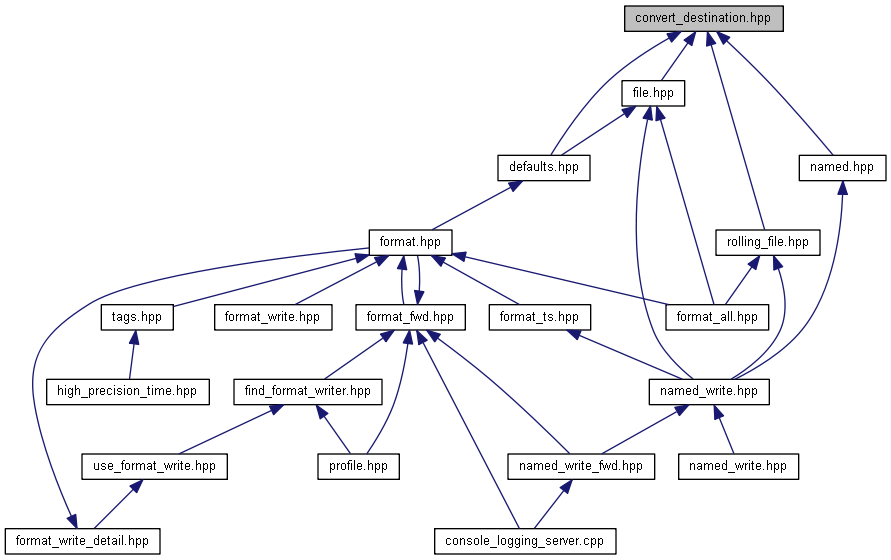 convert_destination.hpp
file.hpp
defaults.hpp
named.hpp
format.hpp
rolling_file.hpp
tags.hpp
format_write.hpp
format_fwd.hpp
format_ts.hpp
format_all.hpp
high_precision_time.hpp
find_format_writer.hpp
named_write.hpp
use_format_write.hpp
profile.hpp
named_write_fwd.hpp
named_write.hpp
format_write_detail.hpp
console_logging_server.cpp